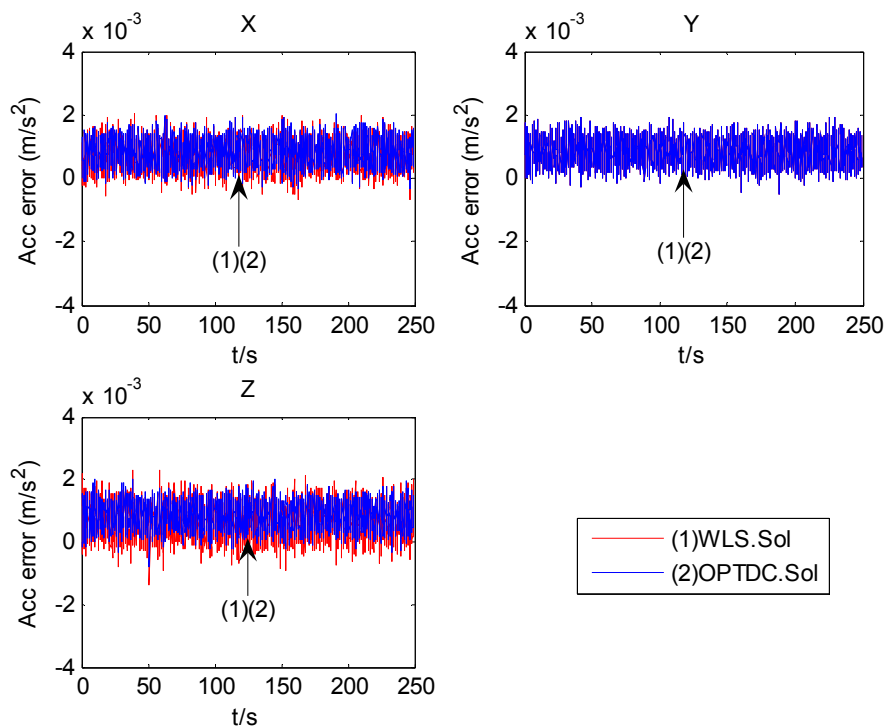 x 10⁻³
X
Acc error (m/s²)
4
2
0
-2
-4
(1)(2)
0 50 100 150 200 250
t/s
x 10⁻³
Y
Acc error (m/s²)
4
2
0
-2
-4
(1)(2)
0 50 100 150 200 250
t/s
x 10⁻³
Z
Acc error (m/s²)
4
2
0
-2
-4
(1)(2)
0 50 100 150 200 250
t/s
(1)WLS.Sol
(2)OPTDC.Sol